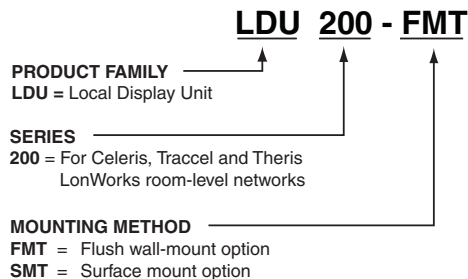 LDU 200 - FMT
PRODUCT FAMILY
LDU = Local Display Unit
SERIES
200 = For Celeris, Traccel and Theris
LonWorks room-level networks
MOUNTING METHOD
FMT = Flush wall-mount option
SMT = Surface mount option